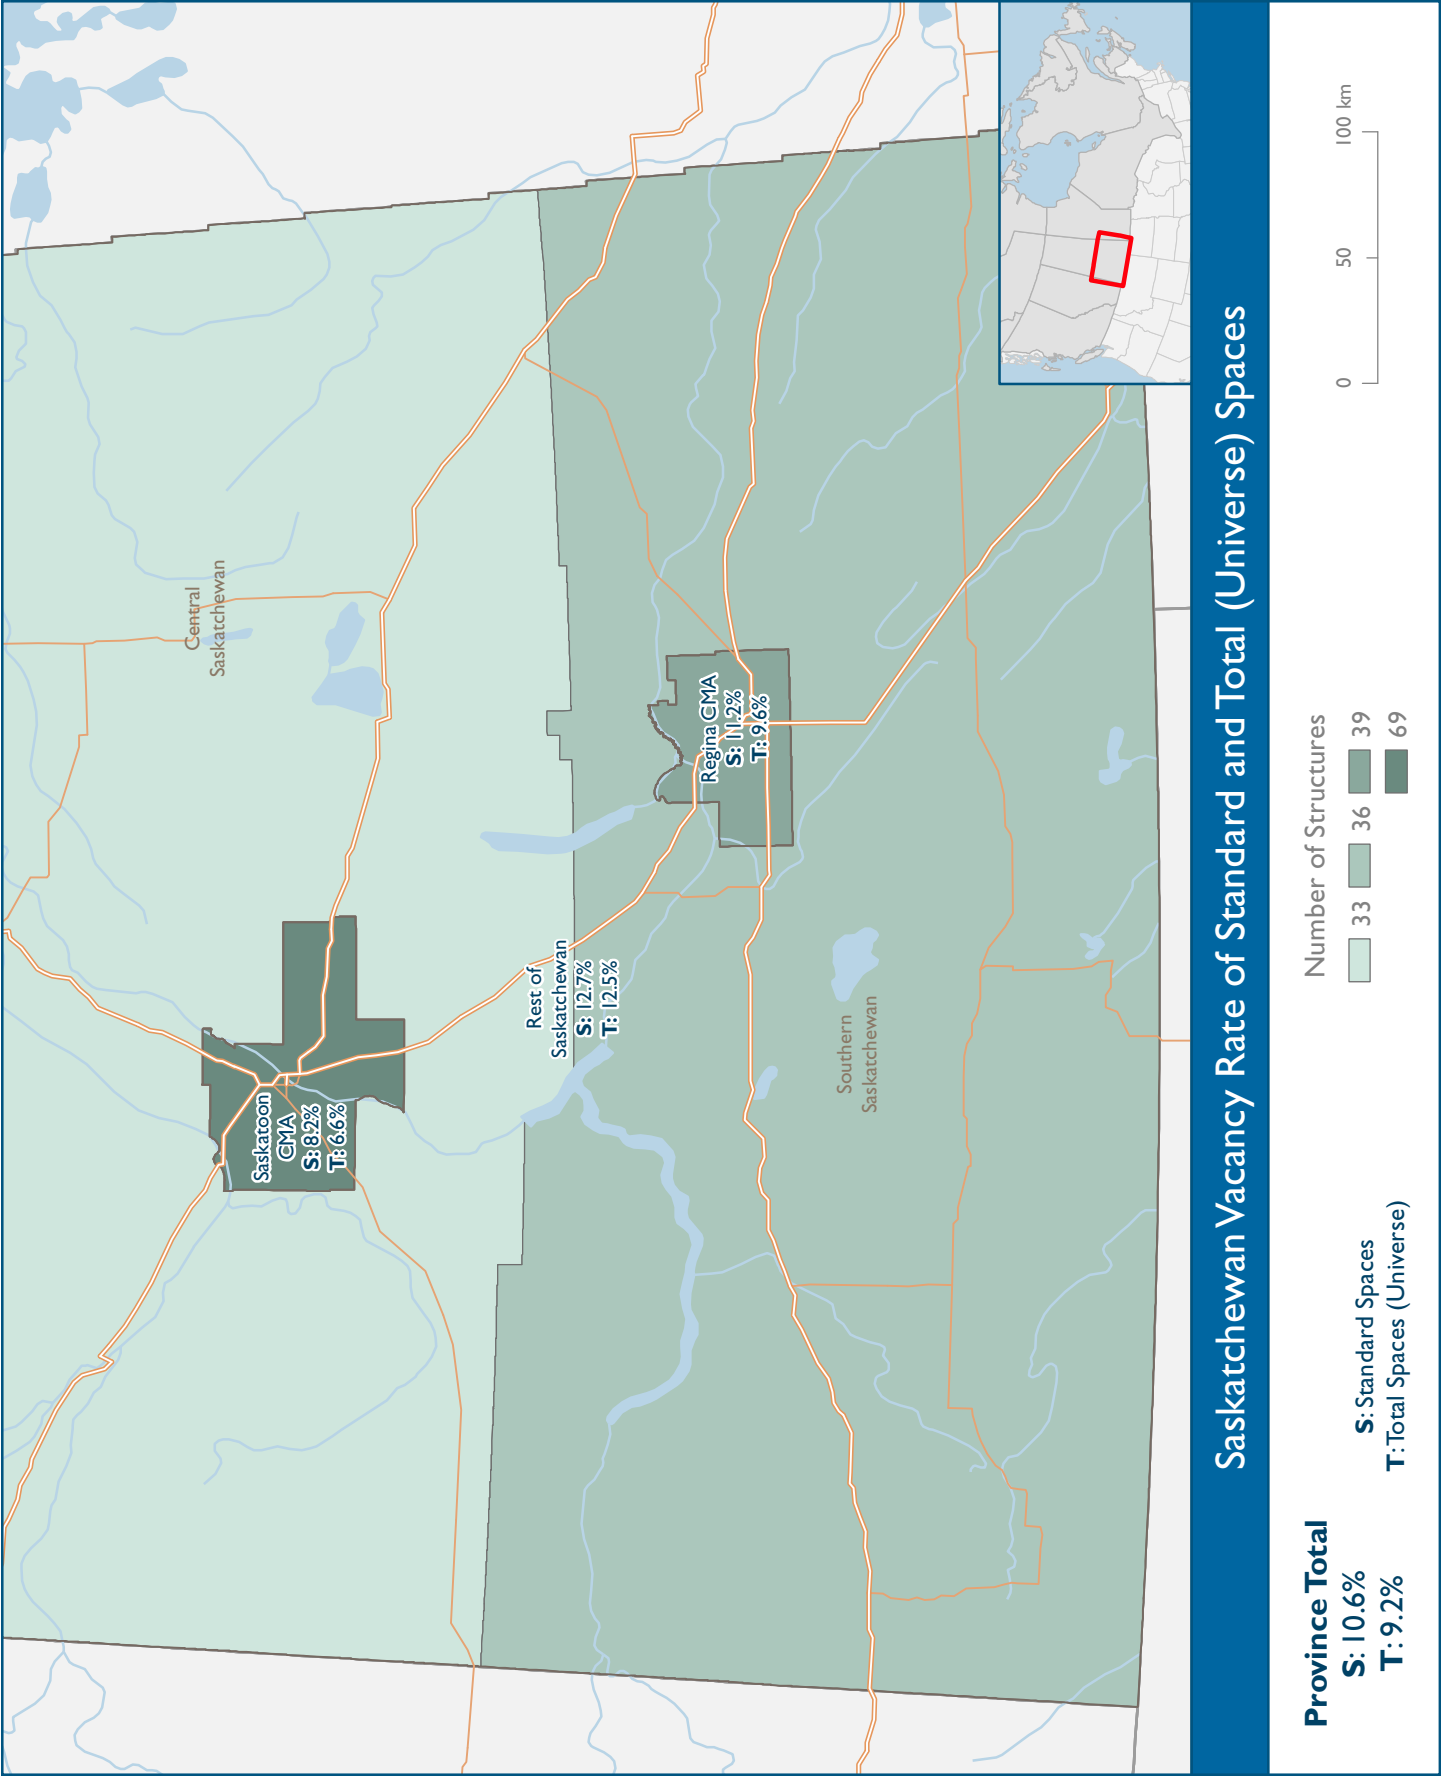 Central
Saskatchewan
Saskatoon
CMA
S: 8.2%
T: 6.6%
Rest of
Saskatchewan
S: 12.7%
T: 12.5%
Regina CMA
S: 11.2%
T: 9.6%
Southern
Saskatchewan
Saskatchewan Vacancy Rate of Standard and Total (Universe) Spaces
Province Total
S: 10.6%
T: 9.2%
S: Standard Spaces
T: Total Spaces (Universe)
Number of Structures
33 36 39
69
0 50 100 km